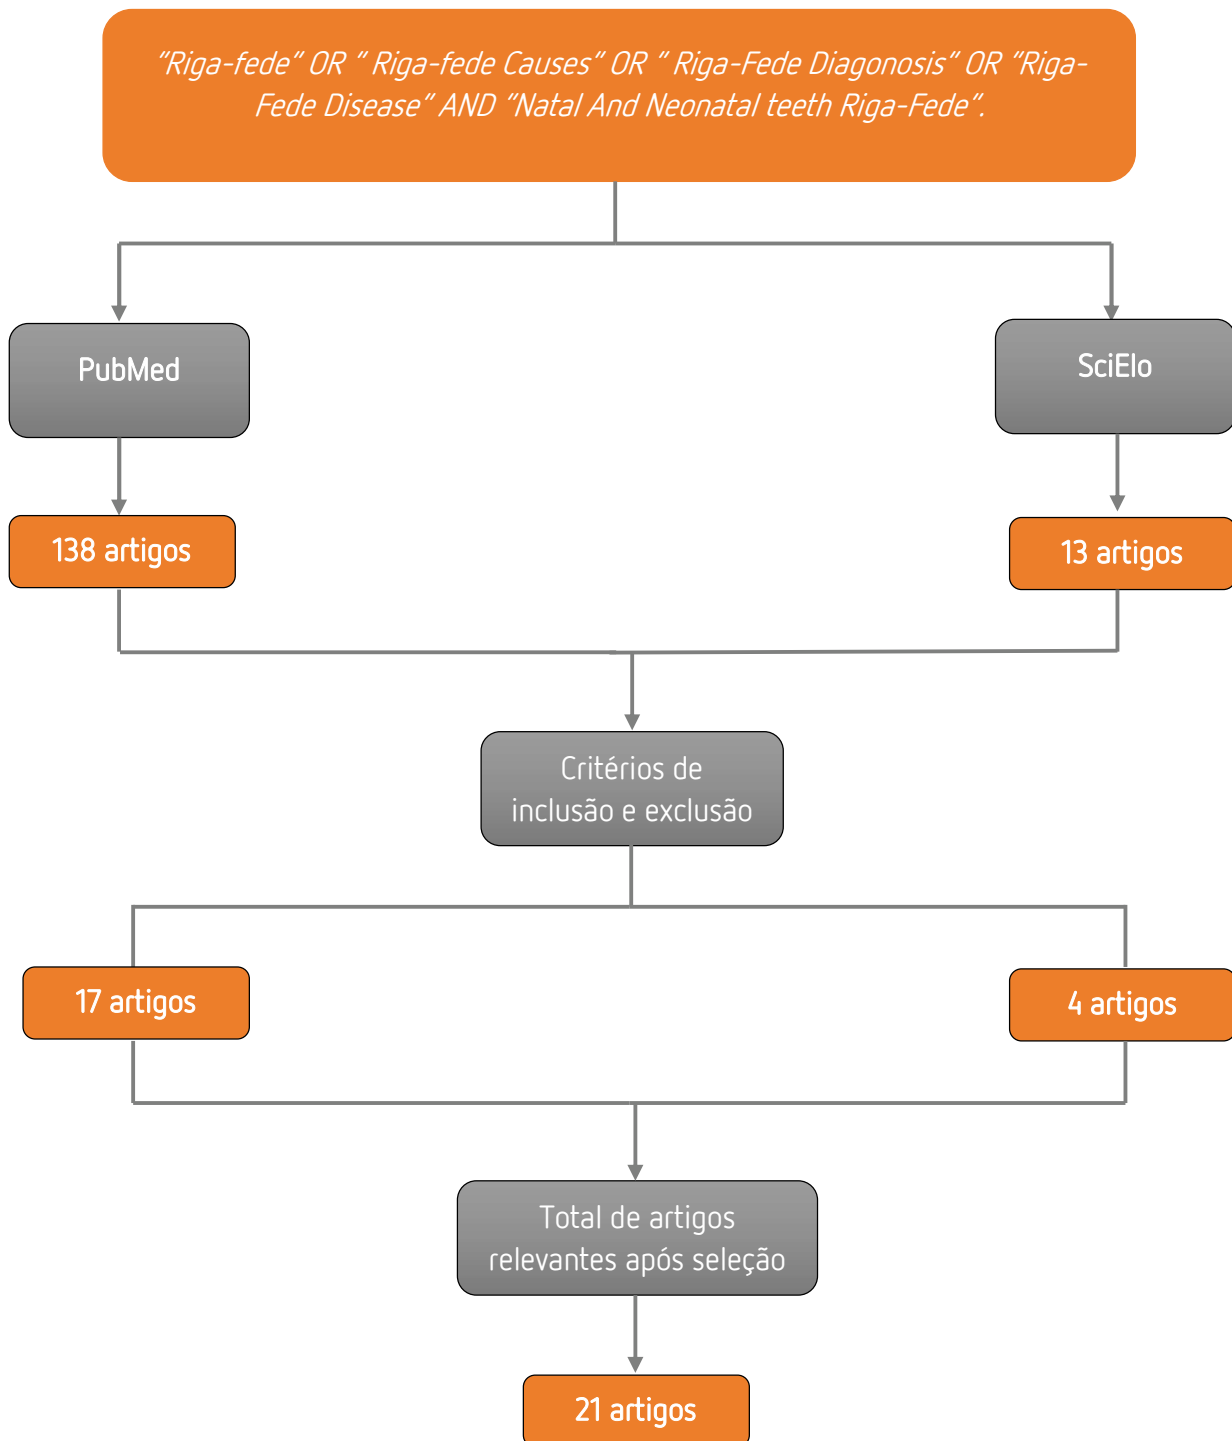 “Riga-fede” OR “ Riga-fede Causes” OR “ Riga-Fede Diagonosis” OR “Riga-
Fede Disease” AND “Natal And Neonatal teeth Riga-Fede”.
PubMed
SciElo
138 artigos
13 artigos
Critérios de
inclusão e exclusão
17 artigos
4 artigos
Total de artigos
relevantes após seleção
21 artigos